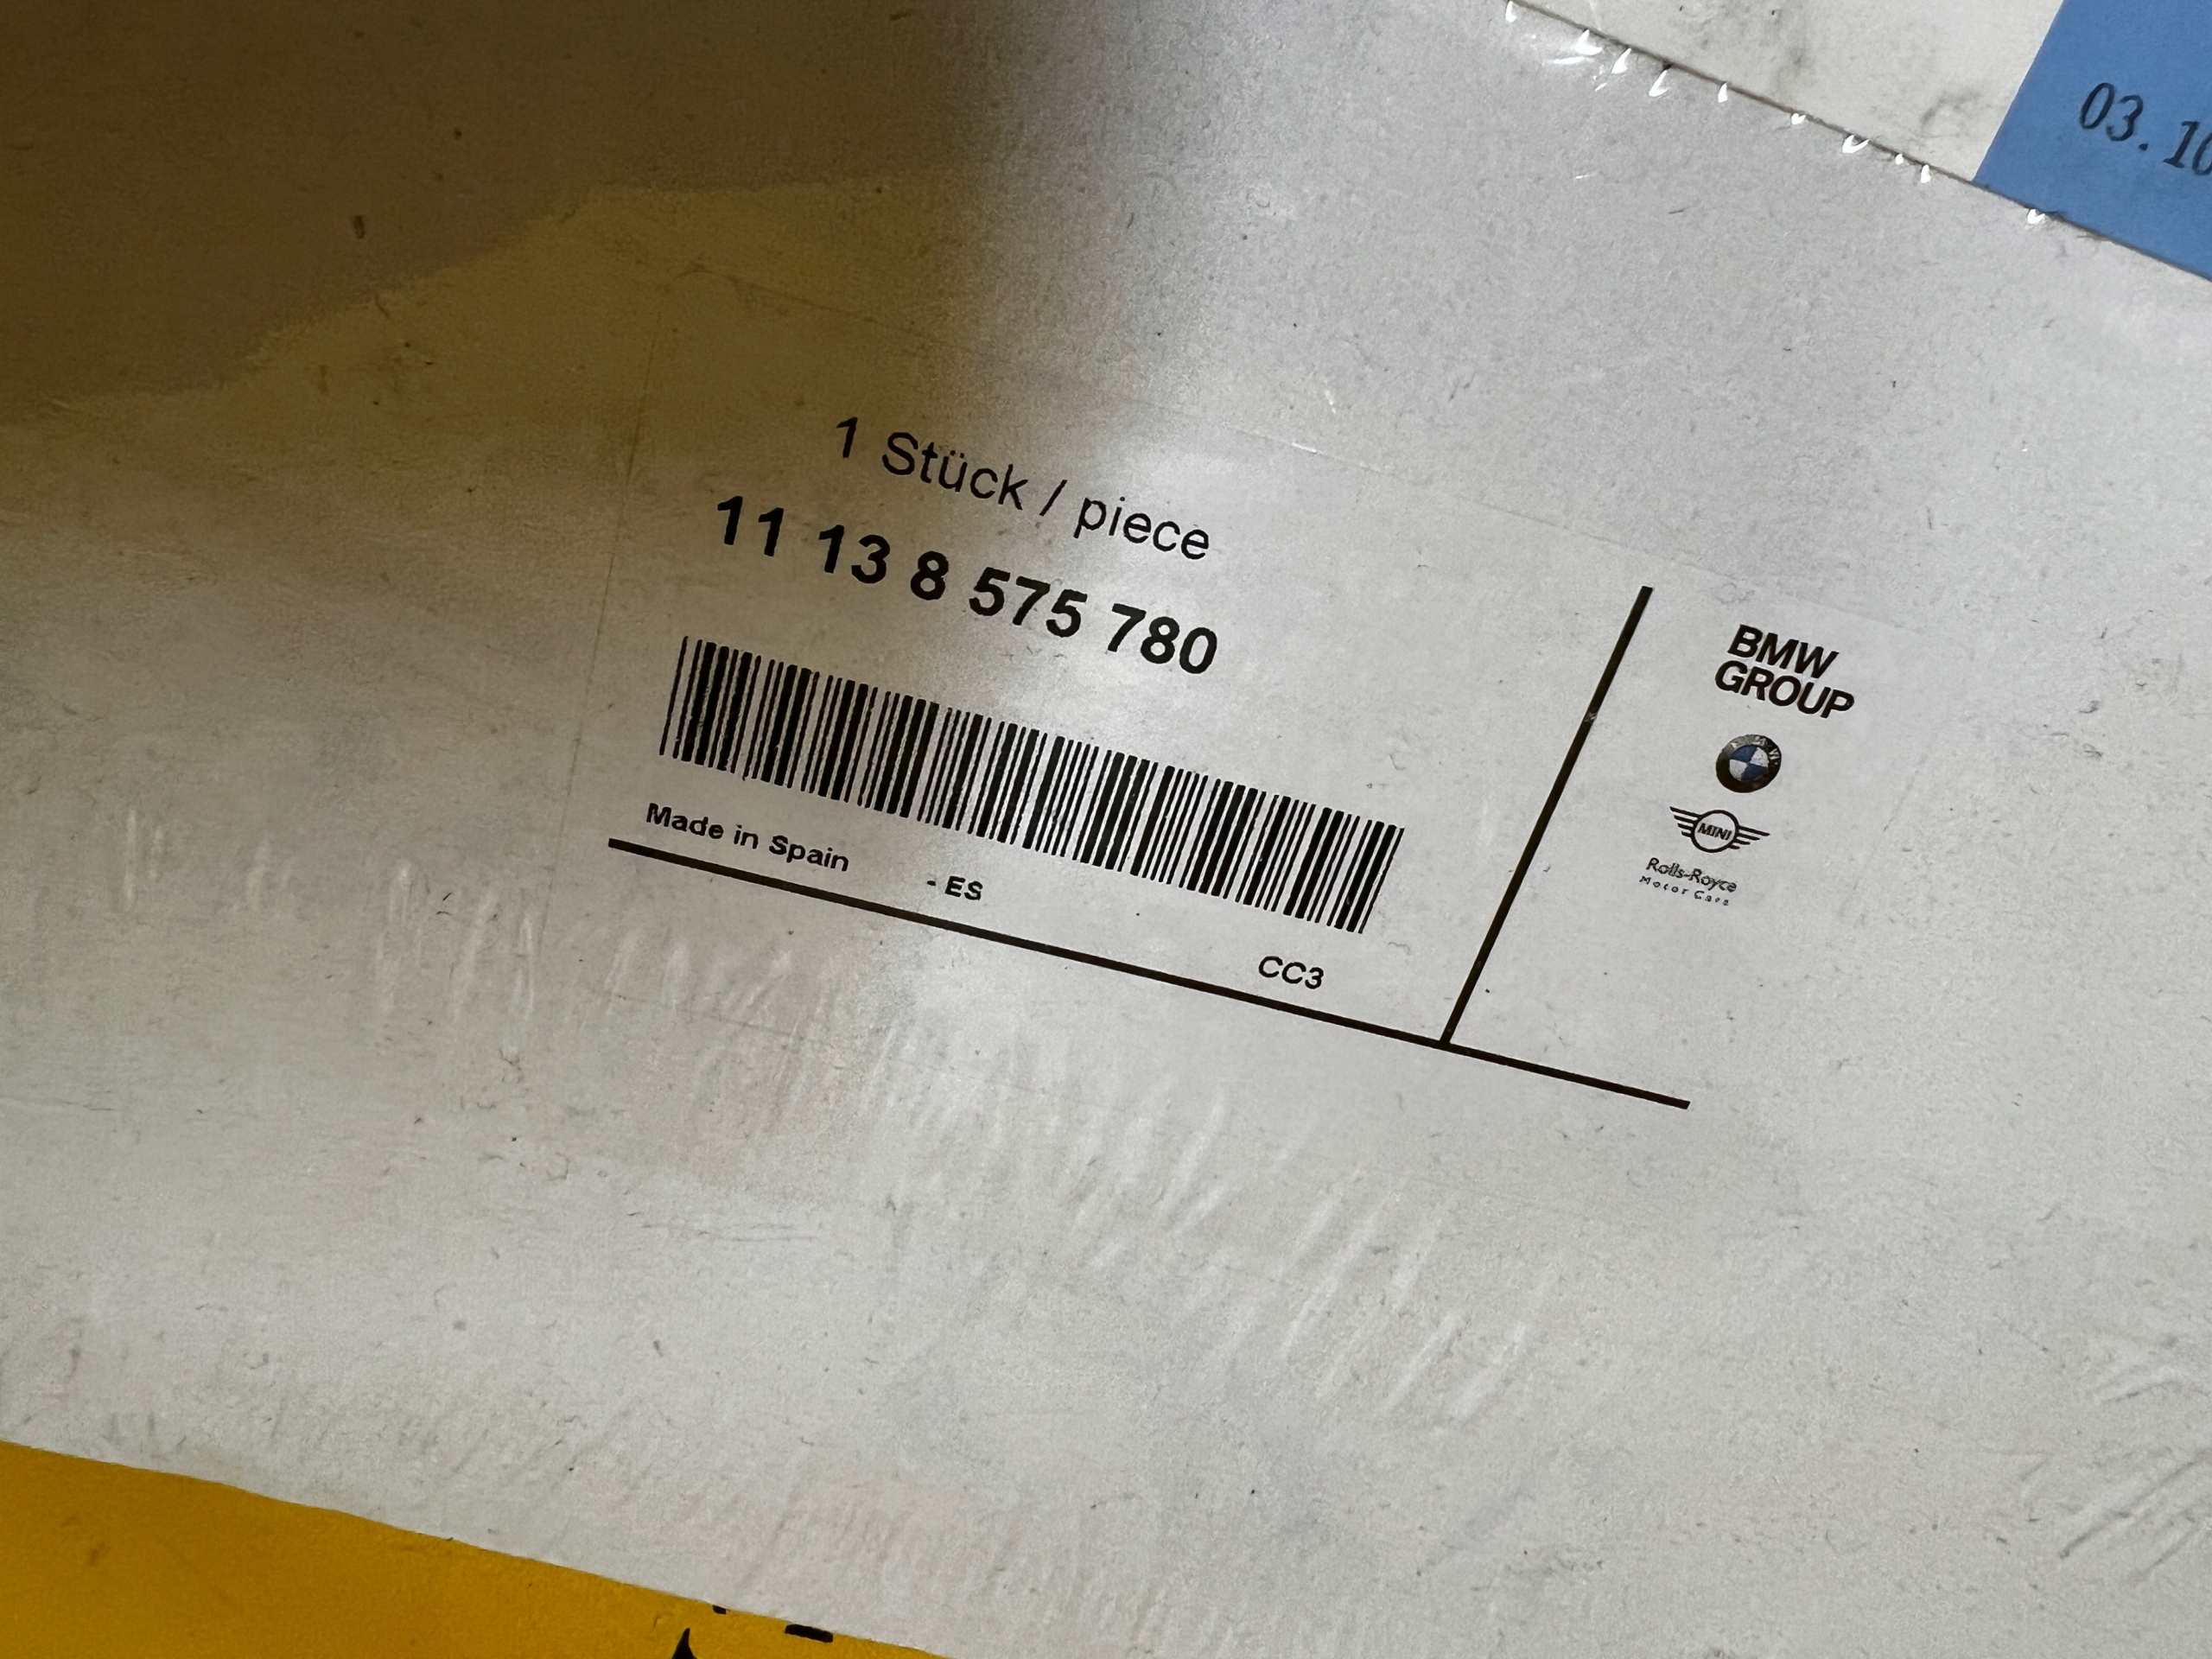 03.10
1 Stück / piece
11 13 8 575 780
BMW
GROUP
MINI
Rolls-Royce
Motor Cars
Made in Spain
- ES
CC3